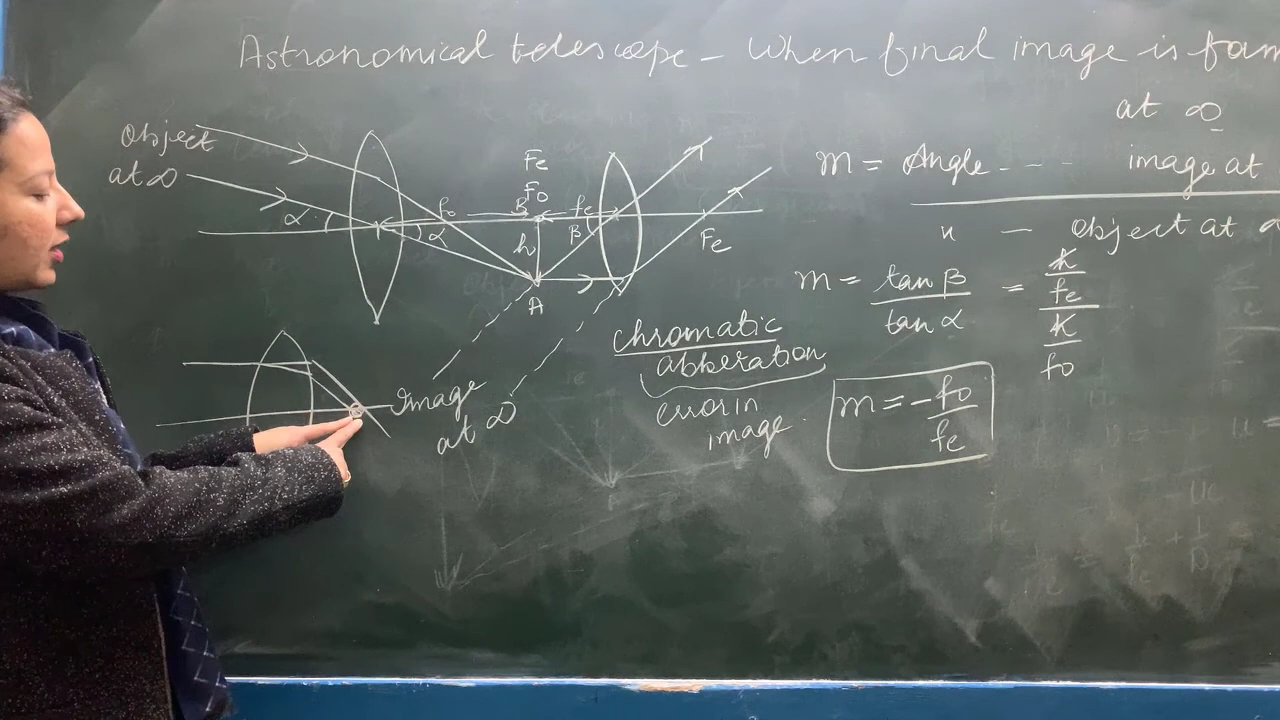 Astronomical telescope - When final image is form
at ∞
Object
at ∞
m = Angle - - - image at
u - object at
α
fo
α
Fe
Fo
B
fe
β
h
A
Fe
m = tan β / tan α = h/fe / h/fo
chromatic
abberation
error in
image.
Image
at ∞
m = - fo/fe